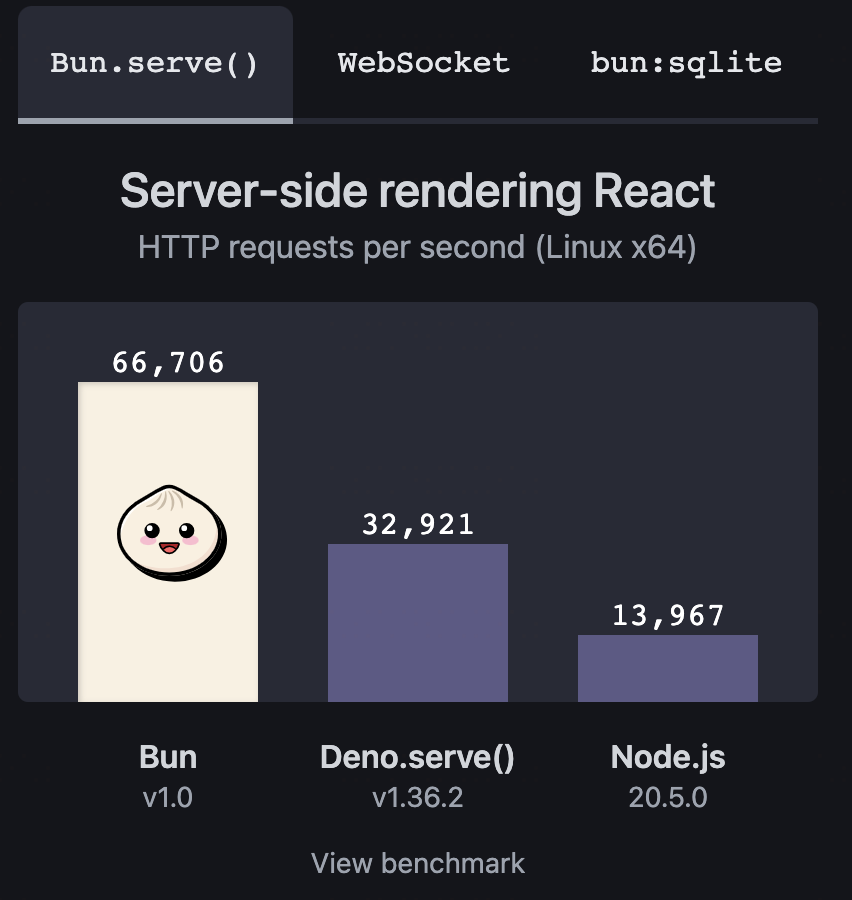 Bun.serve() WebSocket bun:sqlite
Server-side rendering React
HTTP requests per second (Linux x64)
66,706
32,921
13,967
Bun Deno.serve() Node.js
v1.0 v1.36.2 20.5.0
View benchmark